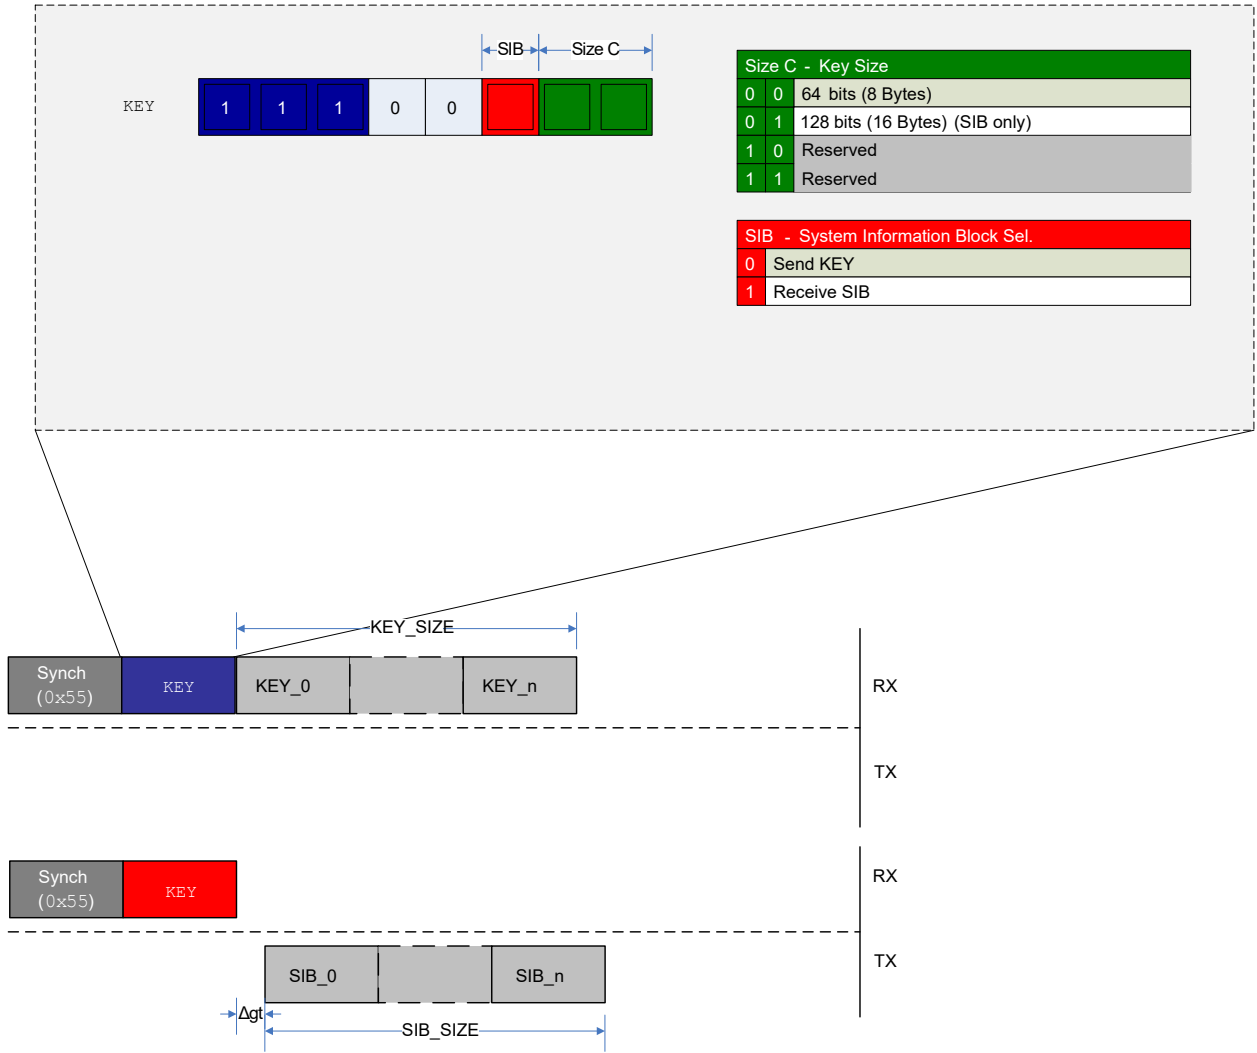 SIB
Size C
KEY
1 1 1 0 0
Size C - Key Size
0 0 64 bits (8 Bytes)
0 1 128 bits (16 Bytes) (SIB only)
1 0 Reserved
1 1 Reserved
SIB - System Information Block Sel.
0 Send KEY
1 Receive SIB
KEY_SIZE
Synch
(0x55)
KEY
KEY_0
KEY_n
RX
TX
Synch
(0x55)
KEY
RX
SIB_0
SIB_n
TX
Δgt
SIB_SIZE